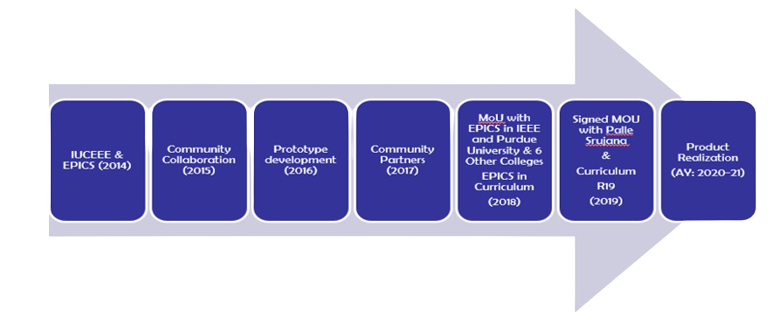 IUCEEE &
EPICS (2014)
Community
Collaboration
(2015)
Prototype
development
(2016)
Community
Partners
(2017)
MoU with
EPICS in IEEE
and Purdue
University & 6
Other Colleges
EPICS in
Curriculum
(2018)
Signed MOU
with Palle
Srujana
&
Curriculum
R19
(2019)
Product
Realization
(AY: 2020-21)